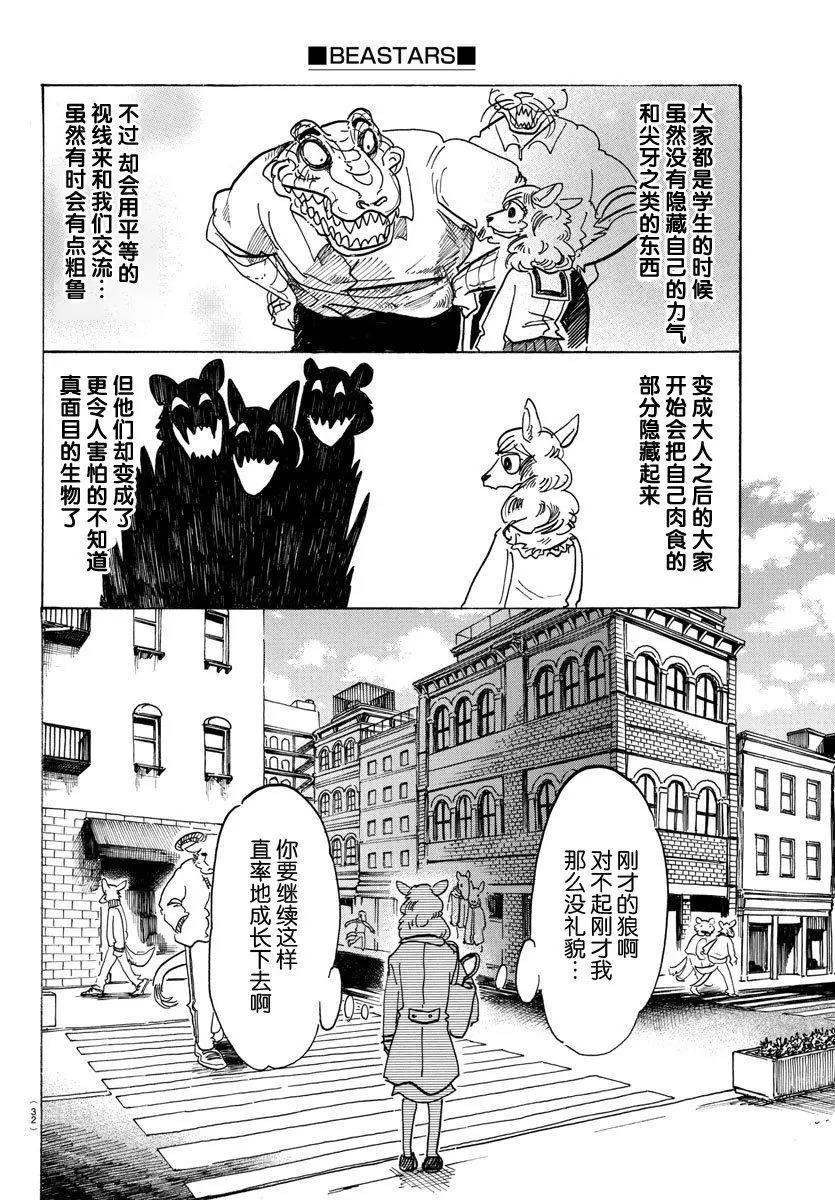 ■BEASTARS■
大家都是学生的时候
虽然没有隐藏自己的力气
和尖牙之类的东西
不过 却会用平等的
视线来和我们交流…
虽然有时会有点粗鲁
变成大人之后的大家
开始会把自己肉食的
部分隐藏起来
但他们却变成了
更令人害怕的不知道
真面目的生物了
刚才的狼啊
对不起刚才我
那么没礼貌…
你要继续这样
直率地成长下去啊
(32)